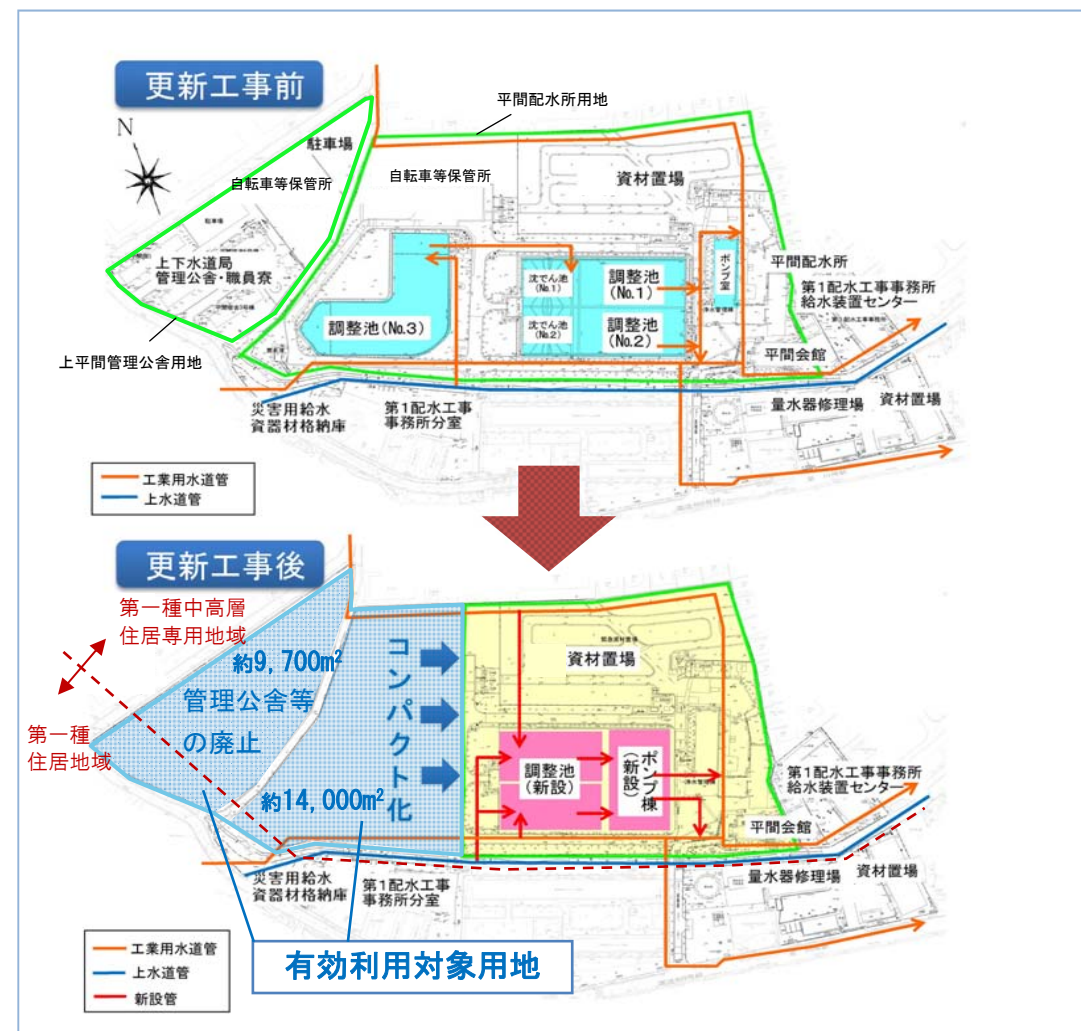 更新工事前
平間配水所用地
N
駐車場
自転車等保管所
自転車等保管所
資材置場
駐車場
上下水道局
管理公舎・職員寮
沈でん池
(No.1)
調整池
(No.1)
ポンプ室
平間配水所
第1配水工事事務所
給水装置センター
調整池(No.3)
沈でん池
(No.2)
調整池
(No.2)
第1配水工事事務所
平間会館
上平間管理公舎用地
災害用給水
資器材格納庫
第1配水工事
事務所分室
量水器修理場
資材置場
工業用水道管
上水道管
更新工事後
第一種中高層
住居専用地域
約9,700m²
管理公舎等
の廃止
コンパクト化
資材置場
第一種
住居地域
調整池
(新設)
ポンプ棟
(新設)
約14,000m²
第1配水工事事務所
給水装置センター
平間会館
災害用給水
資器材格納庫
第1配水工事
事務所分室
量水器修理場
資材置場
工業用水道管
上水道管
新設管
有効利用対象用地